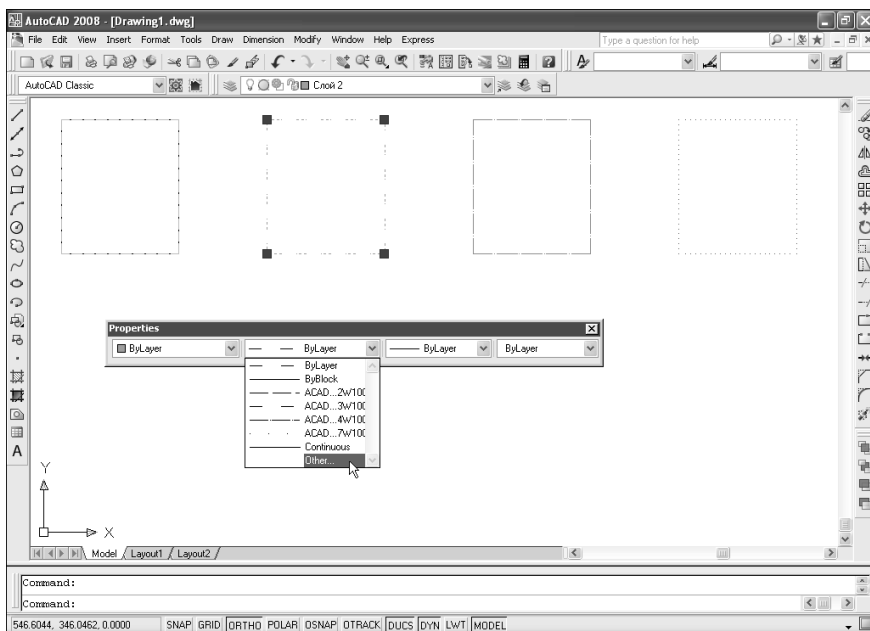 AutoCAD 2008 - [Drawing1.dwg]
File Edit View Insert Format Tools Draw Dimension Modify Window Help Express
Type a question for help
AutoCAD Classic
Слой 2
Properties
ByLayer
ByLayer
ByLayer
ByLayer
ByLayer
ByBlock
ACAD...2W100
ACAD...3W100
ACAD...4W100
ACAD...7W100
Continuous
Other...
Y
X
Model Layout1 Layout2
Command:
Command:
546.6044, 346.0462, 0.0000 SNAP GRID ORTHO POLAR OSNAP OTRACK DUCS DYN LWT MODEL